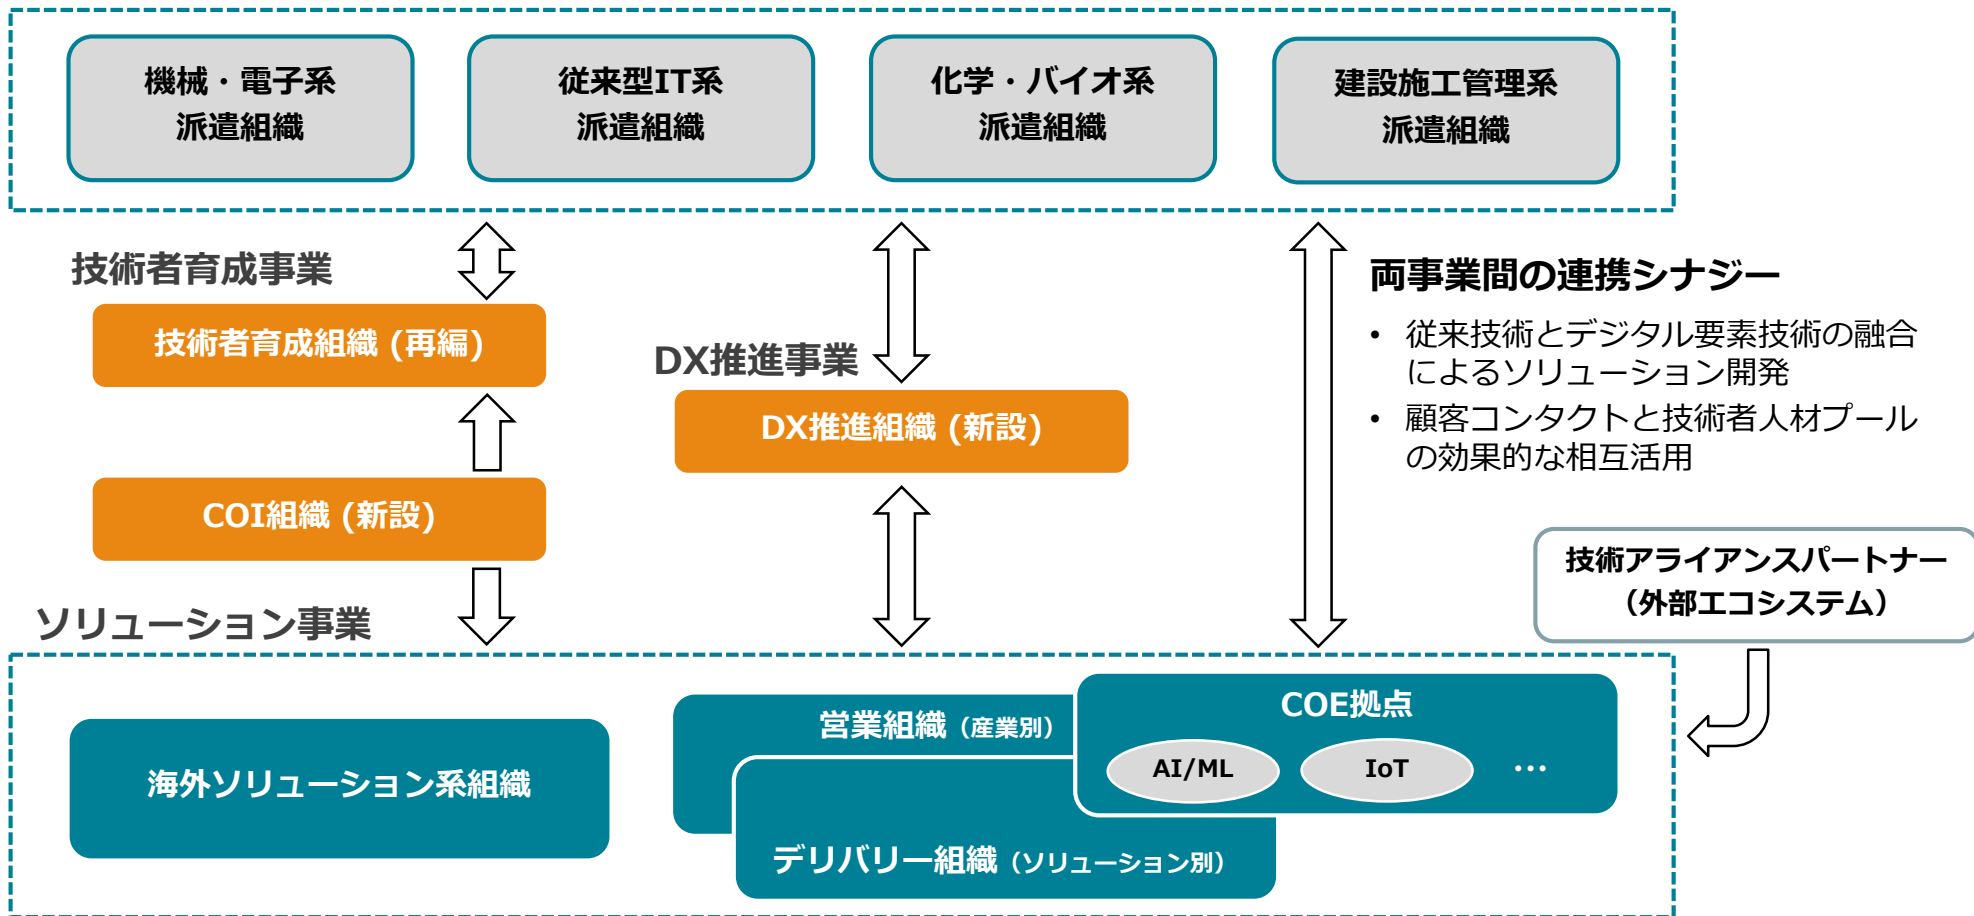 機械・電子系
派遣組織
従来型IT系
派遣組織
化学・バイオ系
派遣組織
建設施工管理系
派遣組織
技術者育成事業
技術者育成組織 (再編)
COI組織 (新設)
DX推進事業
DX推進組織 (新設)
両事業間の連携シナジー
• 従来技術とデジタル要素技術の融合
によるソリューション開発
• 顧客コンタクトと技術者人材プール
の効果的な相互活用
技術アライアンスパートナー
（外部エコシステム）
ソリューション事業
海外ソリューション系組織
営業組織（産業別）
デリバリー組織（ソリューション別）
COE拠点
AI/ML
IoT
…